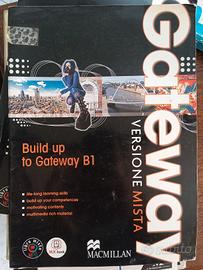 Gateway
VERSIONE MISTA
Build up
to Gateway B1
life-long learning skills
build up your competences
motivating contents
multimedia rich material
MACMILLAN